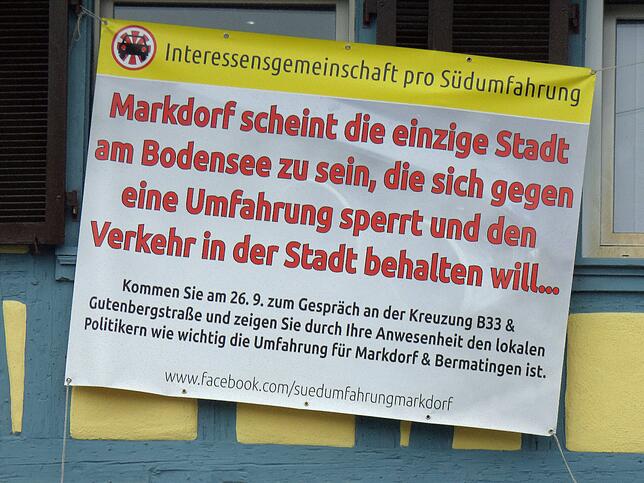 Interessensgemeinschaft pro Südumfahrung
Markdorf scheint die einzige Stadt
am Bodensee zu sein, die sich gegen
eine Umfahrung sperrt und den
Verkehr in der Stadt behalten will...
Kommen Sie am 26. 9. zum Gespräch an der Kreuzung B33 &
Gutenbergstraße und zeigen Sie durch Ihre Anwesenheit den lokalen
Politikern wie wichtig die Umfahrung für Markdorf & Bermatingen ist.
www.facebook.com/suedumfahrungmarkdorf